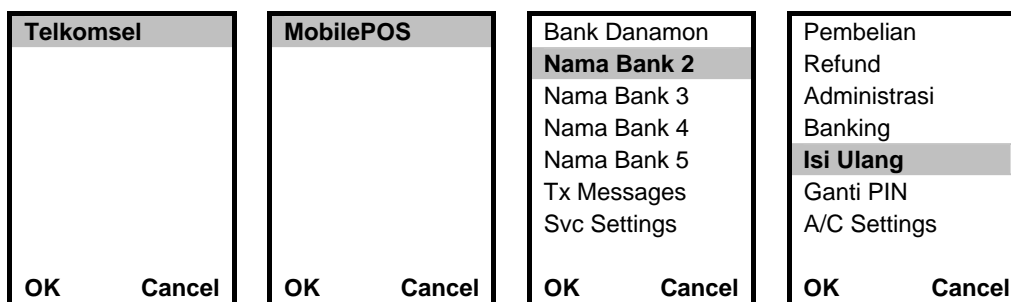 Telkomsel
OK Cancel
MobilePOS
OK Cancel
Bank Danamon
Nama Bank 2
Nama Bank 3
Nama Bank 4
Nama Bank 5
Tx Messages
Svc Settings
OK Cancel
Pembelian
Refund
Administrasi
Banking
Isi Ulang
Ganti PIN
A/C Settings
OK Cancel